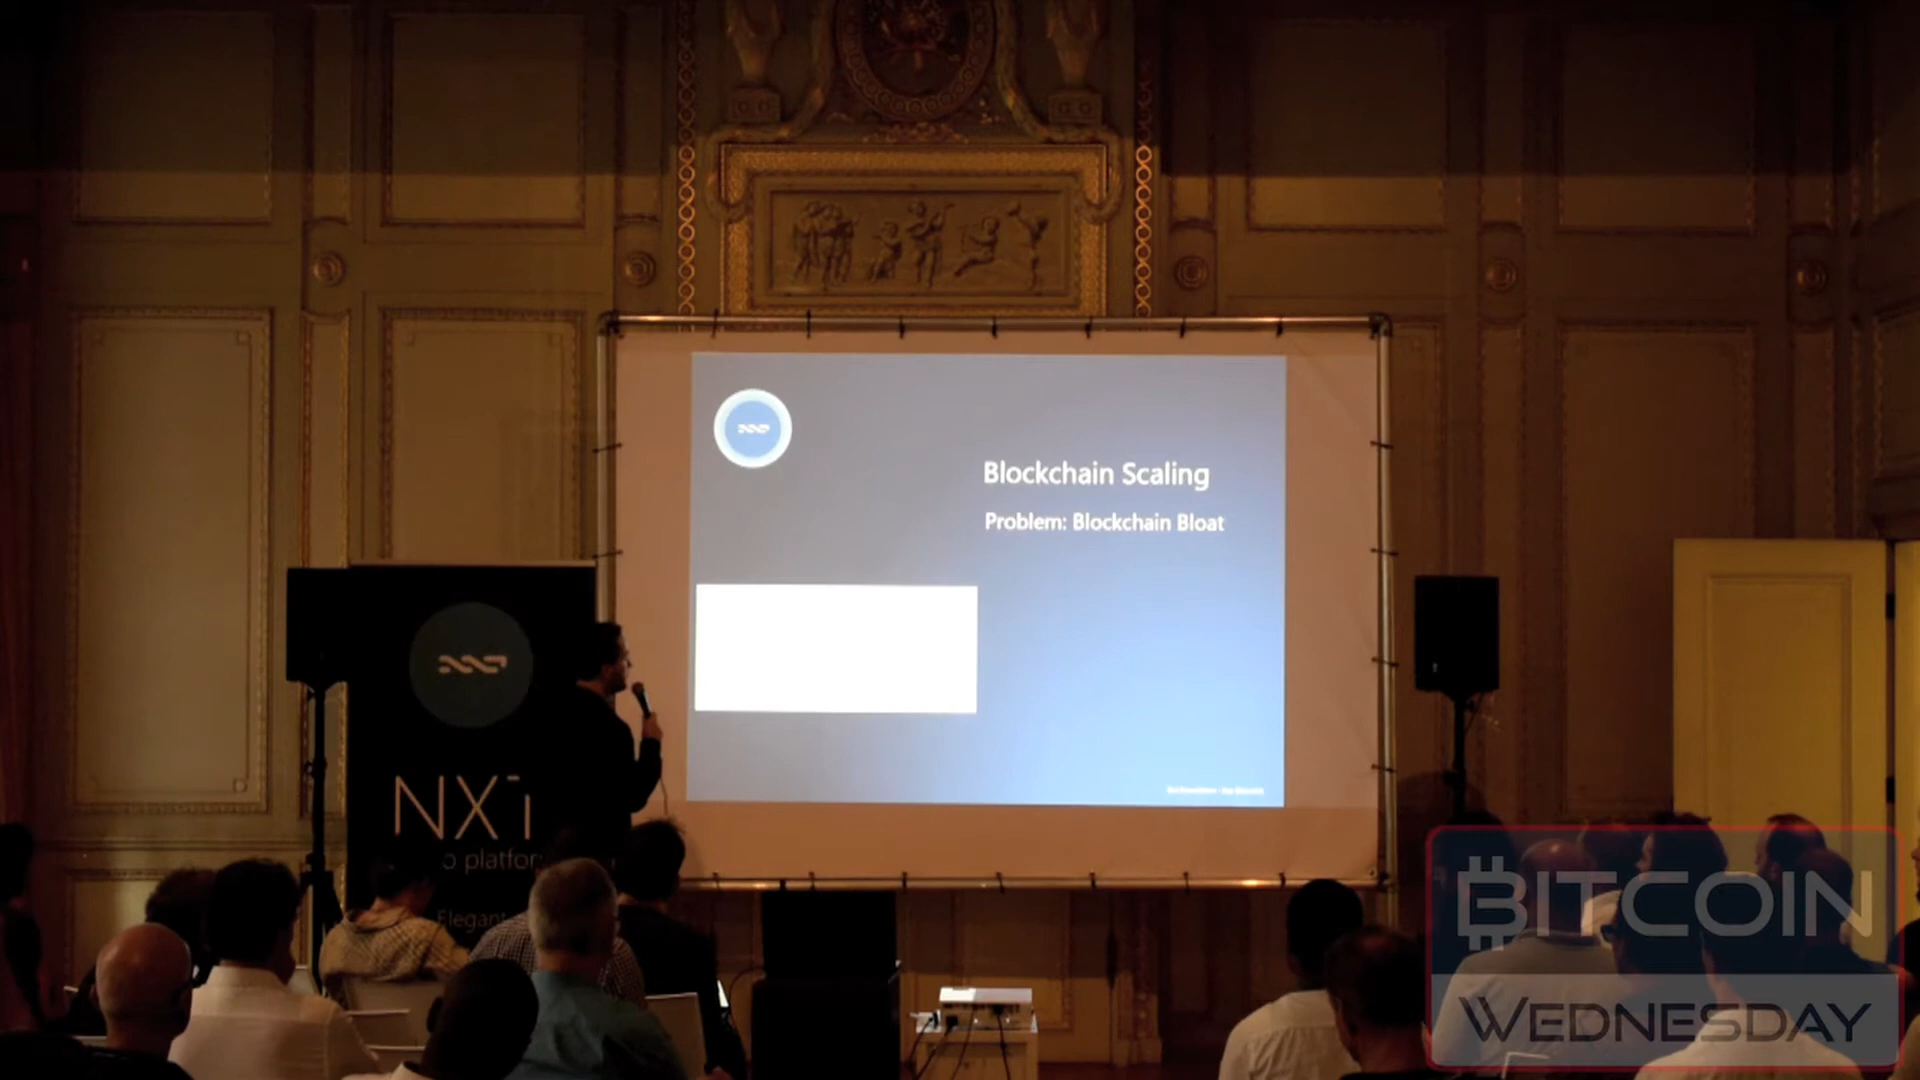 Blockchain Scaling
Problem: Blockchain Bloat
NXT
platfor
Elegant
BITCOIN
WEDNESDAY